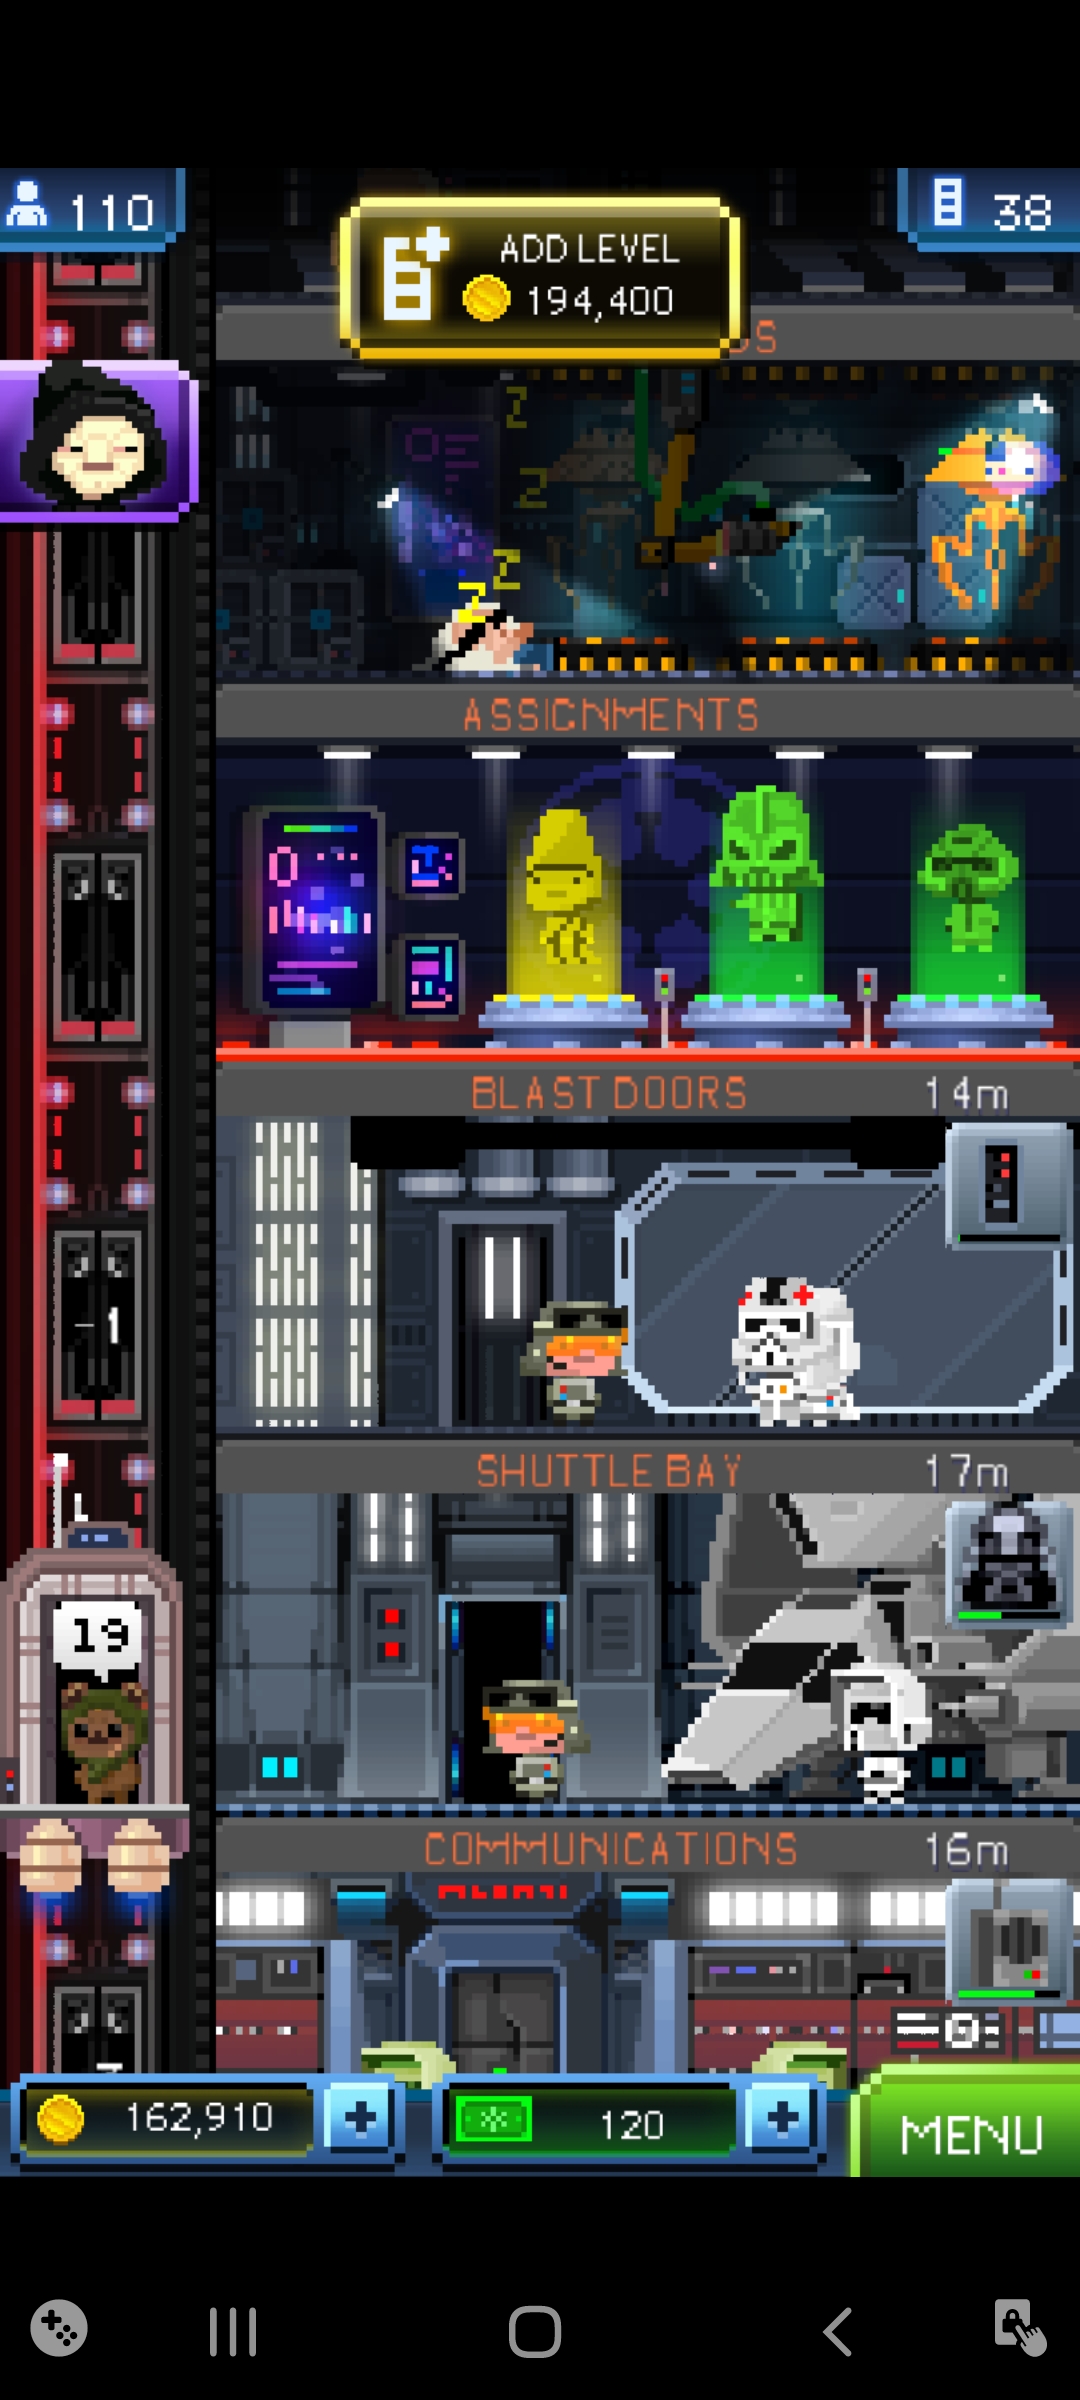 110
38
ADD LEVEL
194,400
ASSIGNMENTS
BLAST DOORS 14m
-1
SHUTTLE BAY 17m
19
COMMUNICATIONS 16m
162,910
120
MENU